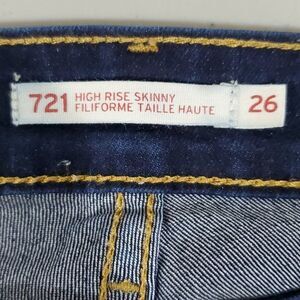 721 HIGH RISE SKINNY 26
FILIFORME TAILLE HAUTE